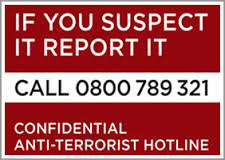 IF YOU SUSPECT
IT REPORT IT
CALL 0800 789 321
CONFIDENTIAL
ANTI-TERRORIST HOTLINE